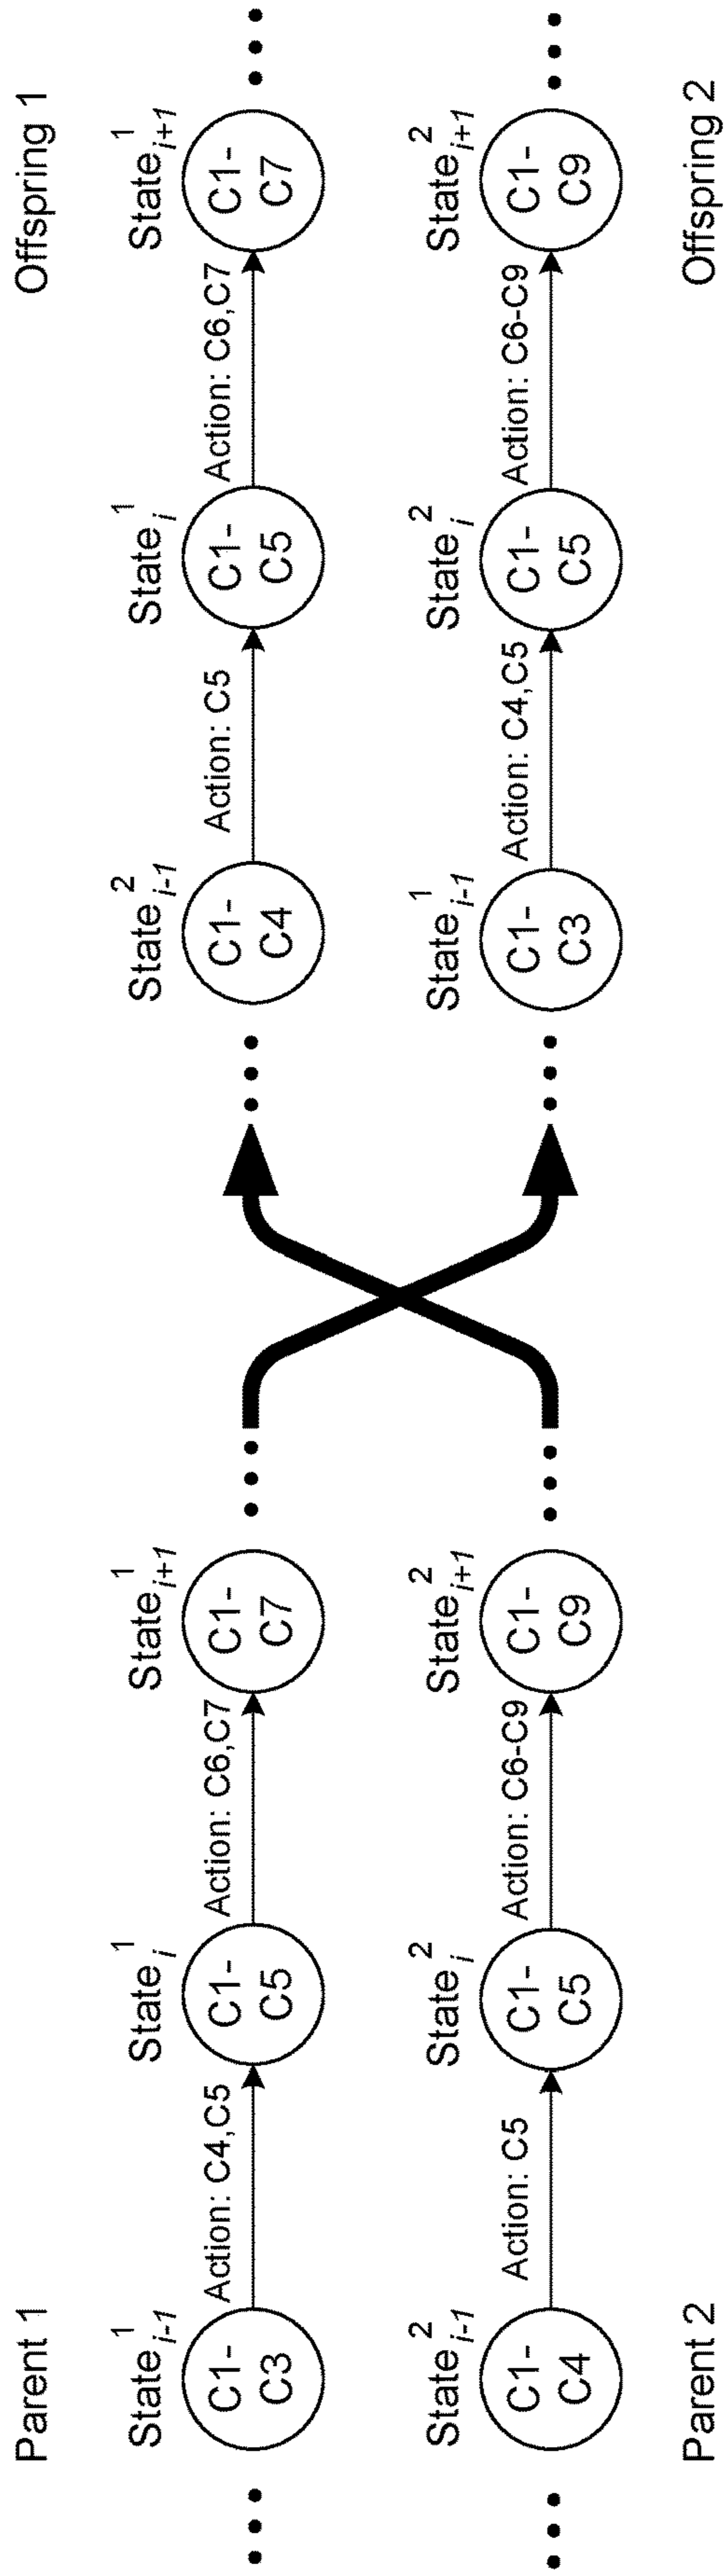 Parent 1
Offspring 1
State¹ᵢ₋₁
State¹ᵢ
State¹ᵢ₊₁
State²ᵢ₋₁
State¹ᵢ
State¹ᵢ₊₁
Action: C4,C5
Action: C6,C7
Action: C5
Action: C6,C7
C1-
C3
C1-
C5
C1-
C7
C1-
C4
C1-
C5
C1-
C7
State²ᵢ₋₁
State²ᵢ
State²ᵢ₊₁
State¹ᵢ₋₁
State²ᵢ
State²ᵢ₊₁
Action: C5
Action: C6-C9
Action: C4,C5
Action: C6-C9
C1-
C4
C1-
C5
C1-
C9
C1-
C3
C1-
C5
C1-
C9
Parent 2
Offspring 2